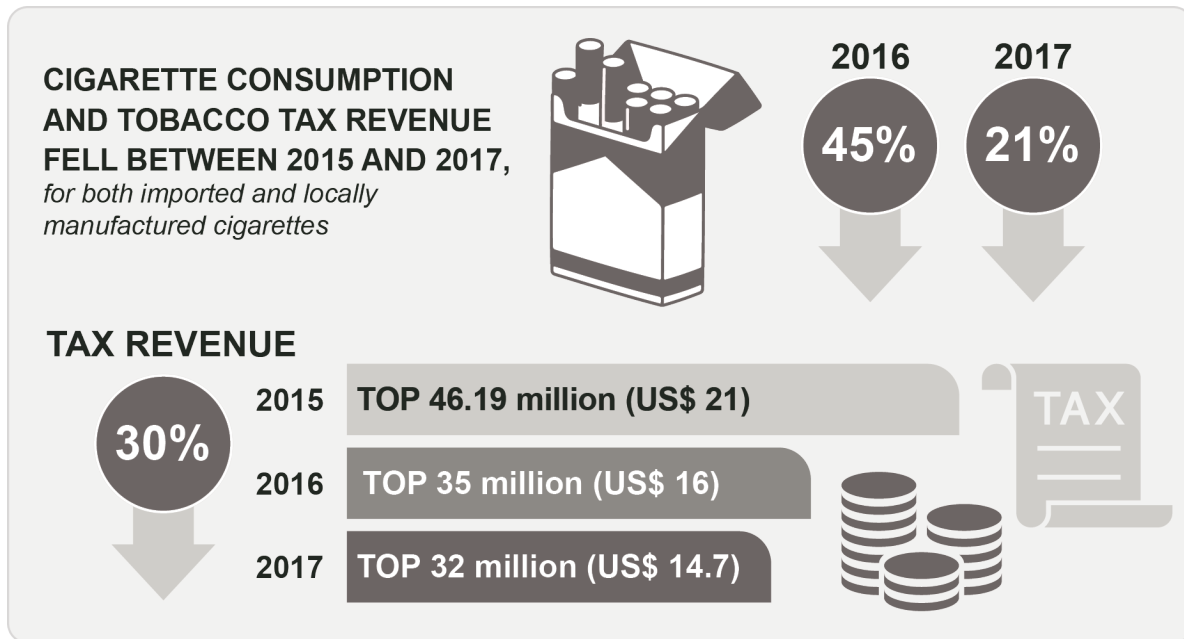 CIGARETTE CONSUMPTION
AND TOBACCO TAX REVENUE
FELL BETWEEN 2015 AND 2017,
for both imported and locally
manufactured cigarettes
2016
45%
2017
21%
TAX REVENUE
30%
2015
TOP 46.19 million (US$ 21)
2016
TOP 35 million (US$ 16)
2017
TOP 32 million (US$ 14.7)
TAX